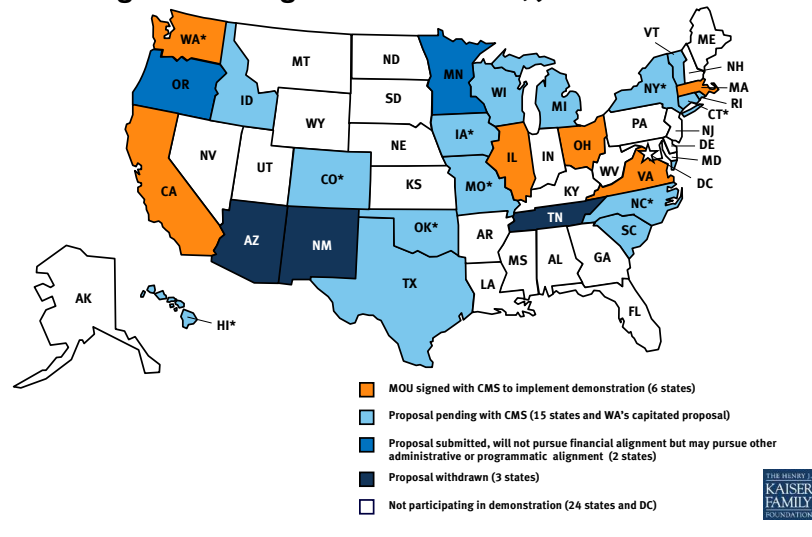 WA*
MT
ND
MN
VT
ME
NH
OR
ID
SD
WI
MI
NY*
MA
RI
CT*
WY
IA*
PA
NJ
NE
DE
NV
UT
CO*
IL
IN
OH
WV
MD
CA
KS
MO*
KY
VA
DC
AZ
NM
OK*
AR
TN
NC*
SC
TX
MS
AL
GA
LA
AK
FL
HI*
MOU signed with CMS to implement demonstration (6 states)
Proposal pending with CMS (15 states and WA's capitated proposal)
Proposal submitted, will not pursue financial alignment but may pursue other
administrative or programmatic alignment (2 states)
Proposal withdrawn (3 states)
Not participating in demonstration (24 states and DC)
THE HENRY J.
KAISER
FAMILY
FOUNDATION